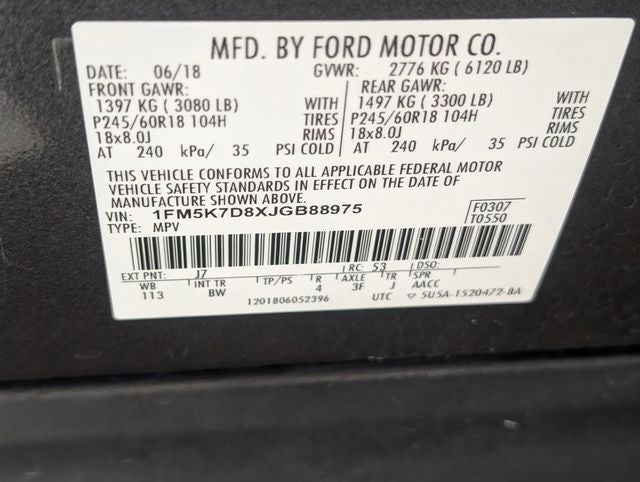 MFD. BY FORD MOTOR CO.
DATE: 06/18 GVWR: 2776 KG ( 6120 LB)
FRONT GAWR: REAR GAWR:
1397 KG ( 3080 LB) WITH 1497 KG ( 3300 LB) WITH
P245/60R18 104H TIRES P245/60R18 104H TIRES
18x8.0J RIMS 18x8.0J RIMS
AT 240 kPa/ 35 PSI COLD AT 240 kPa/ 35 PSI COLD
THIS VEHICLE CONFORMS TO ALL APPLICABLE FEDERAL MOTOR
VEHICLE SAFETY STANDARDS IN EFFECT ON THE DATE OF
MANUFACTURE SHOWN ABOVE.
VIN: 1FM5K7D8XJGB88975 F0307
TYPE: MPV T0550
EXT PNT: J7 RC: 53 DSO:
WB INT TR TP/PS R AXLE TR SPR
113 BW 4 3F J AACC
1201806052396 UTC ▽ 5U5A-1520472-BA